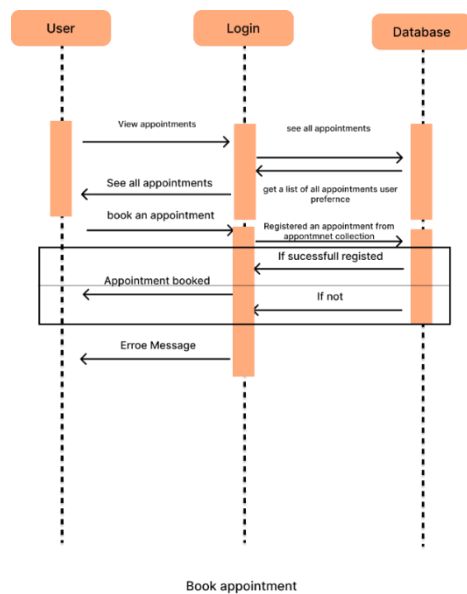 User
Login
Database
View appointments
see all appointments
See all appointments
get a list of all appointments user
prefernce
book an appointment
Registered an appointment from
appointmnet collection
If sucessfull registed
Appointment booked
If not
Erroe Message
Book appointment